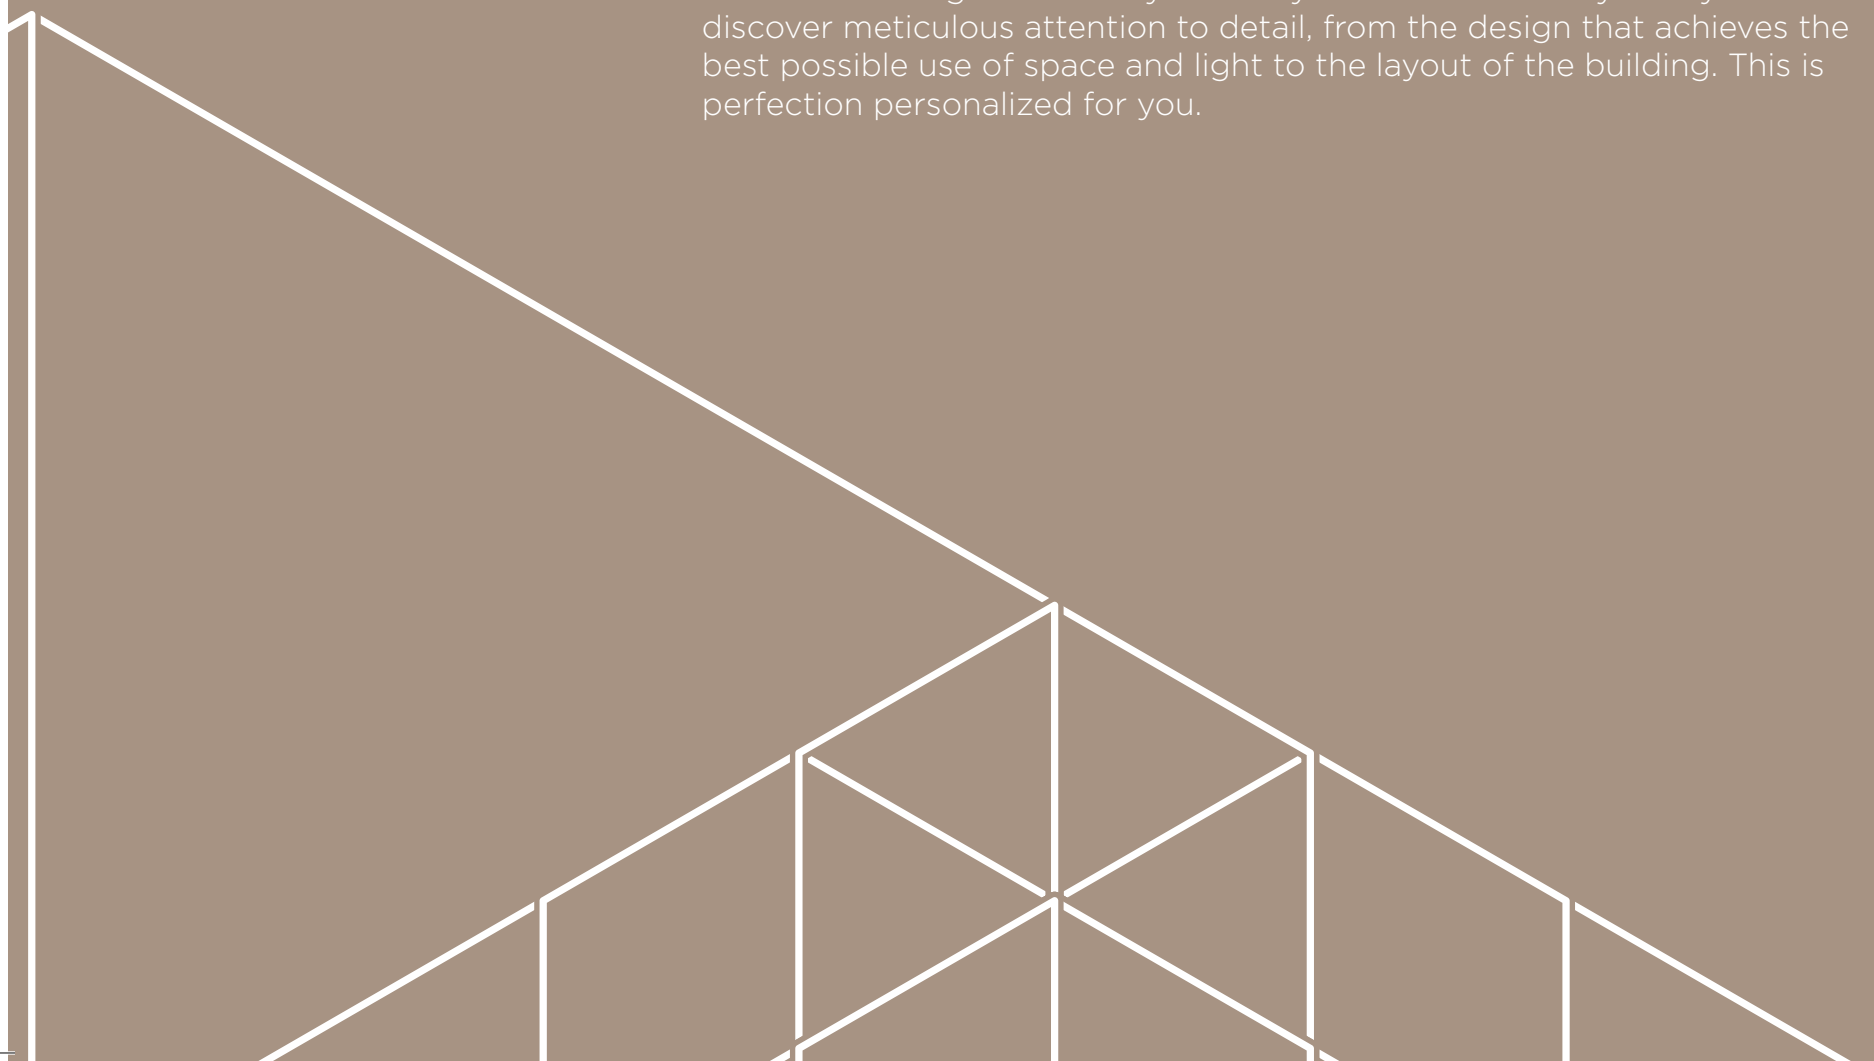 discover meticulous attention to detail, from the design that achieves the
best possible use of space and light to the layout of the building. This is
perfection personalized for you.